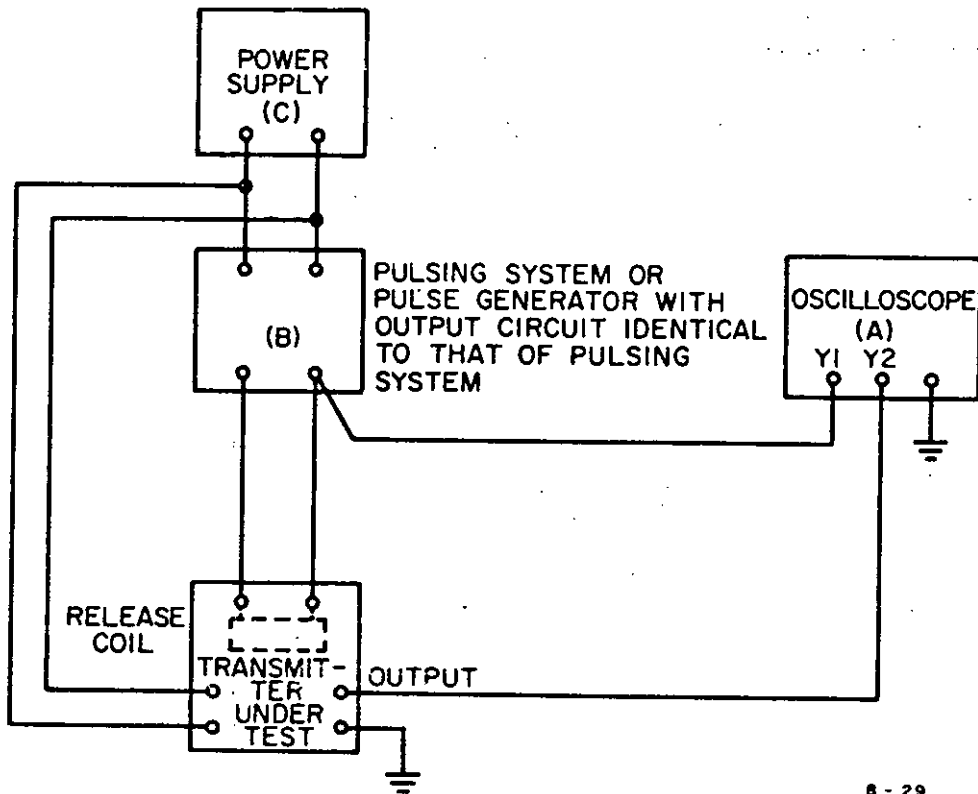 POWER
SUPPLY
(C)
PULSING SYSTEM OR
PULSE GENERATOR WITH
OUTPUT CIRCUIT IDENTICAL
TO THAT OF PULSING
SYSTEM
(B)
OSCILLOSCOPE
(A)
Y1 Y2
RELEASE
COIL
TRANSMIT-
TER
UNDER
TEST
OUTPUT
8-29